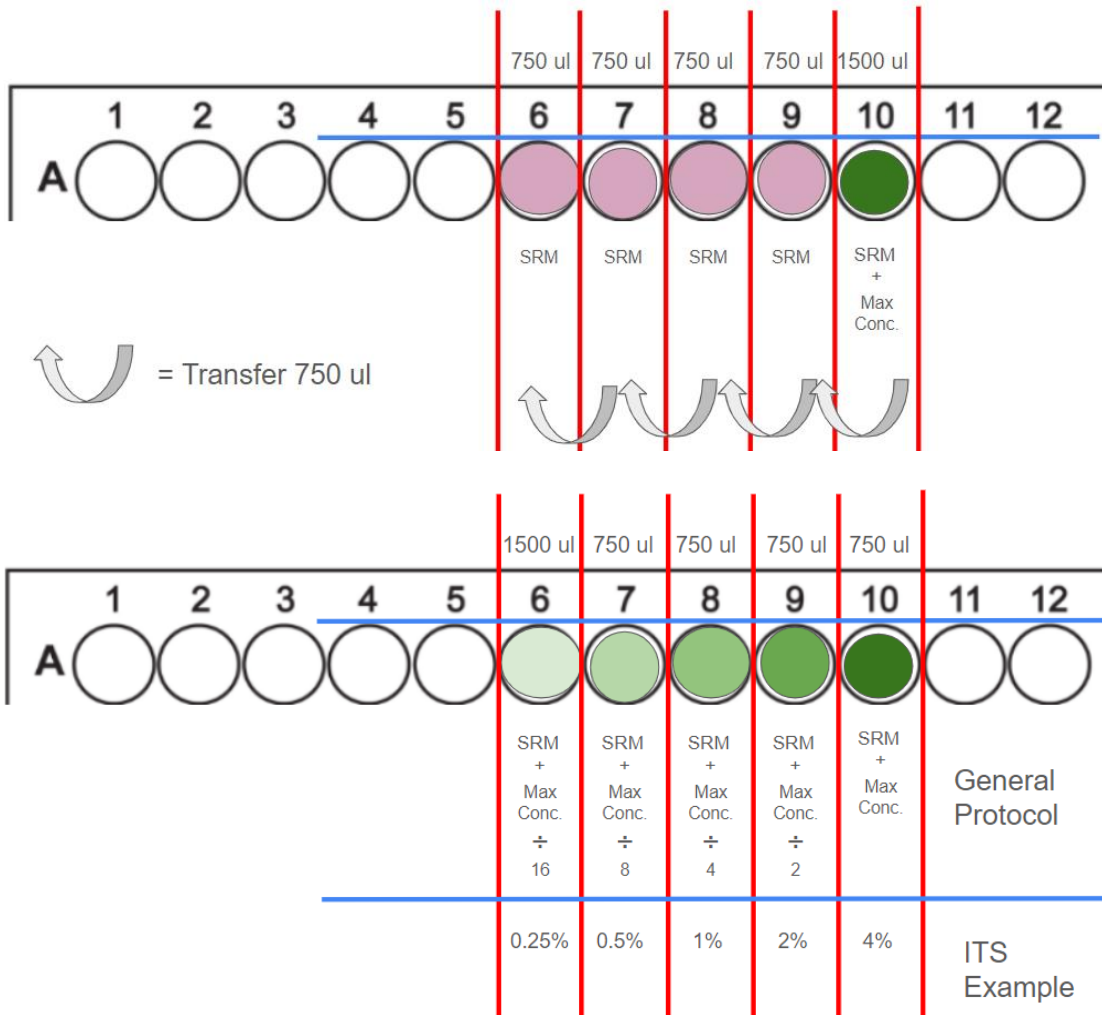 750 ul 750 ul 750 ul 750 ul 1500 ul
1 2 3 4 5 6 7 8 9 10 11 12
A
SRM SRM SRM SRM SRM
+
Max
Conc.
= Transfer 750 ul
1500 ul 750 ul 750 ul 750 ul 750 ul
1 2 3 4 5 6 7 8 9 10 11 12
A
SRM SRM SRM SRM SRM
+ + + + +
Max Max Max Max Max
Conc. Conc. Conc. Conc. Conc.
÷ ÷ ÷ ÷
16 8 4 2
General
Protocol
0.25% 0.5% 1% 2% 4%
ITS
Example